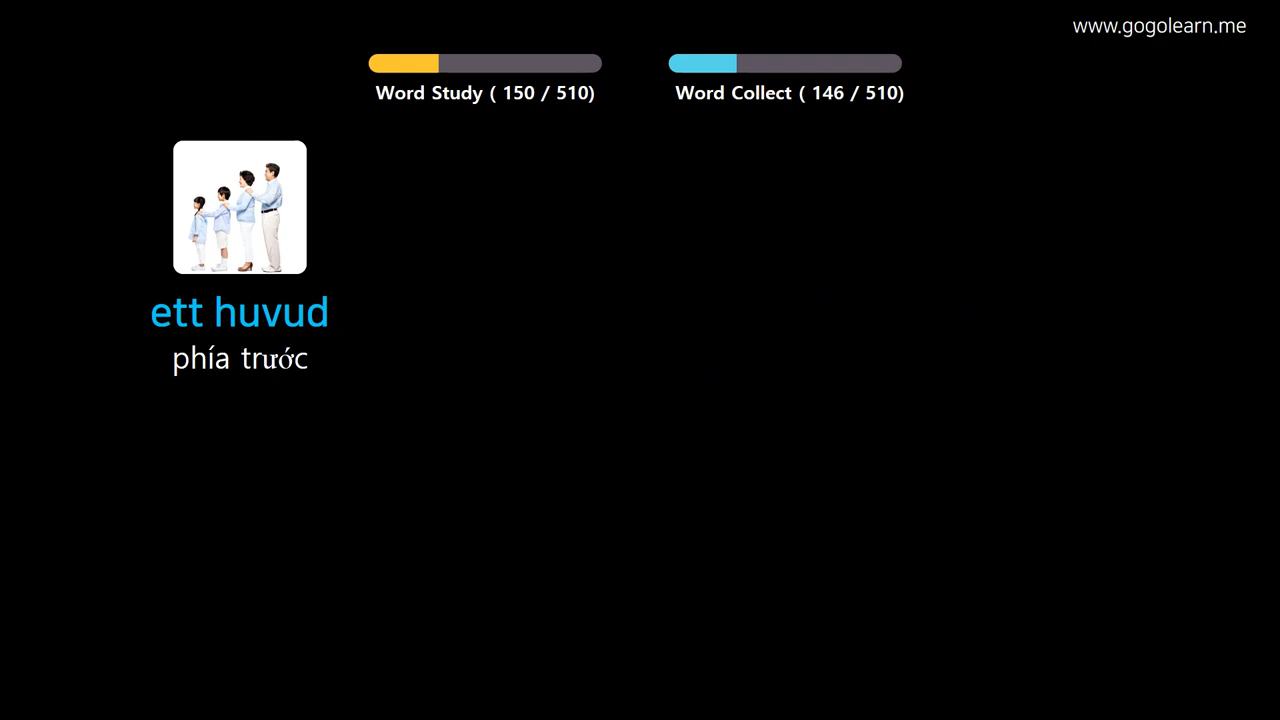 www.gogolearn.me
Word Study ( 150 / 510)
Word Collect ( 146 / 510)
ett huvud
phía trước